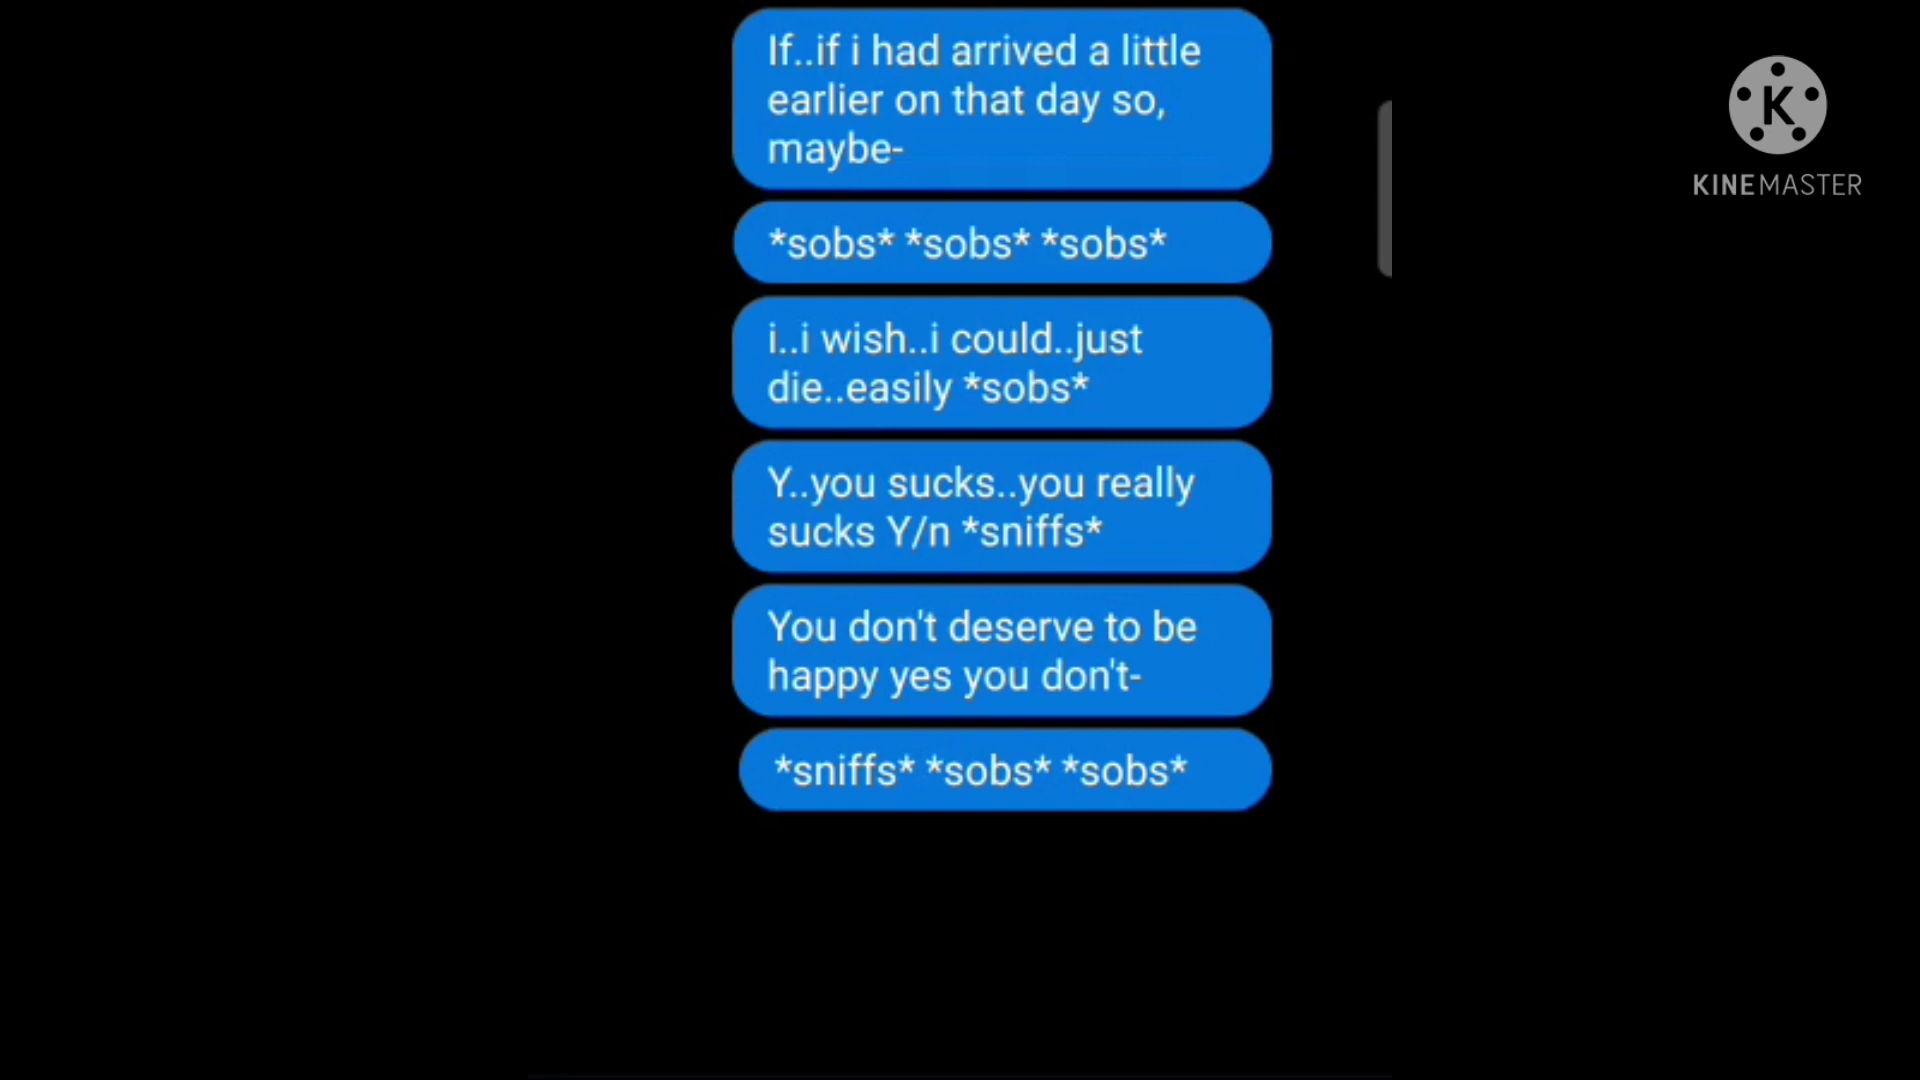 If..if i had arrived a little
earlier on that day so,
maybe-
*sobs* *sobs* *sobs*
i..i wish..i could..just
die..easily *sobs*
Y..you sucks..you really
sucks Y/n *sniffs*
You don't deserve to be
happy yes you don't-
*sniffs* *sobs* *sobs*
K
KINEMASTER